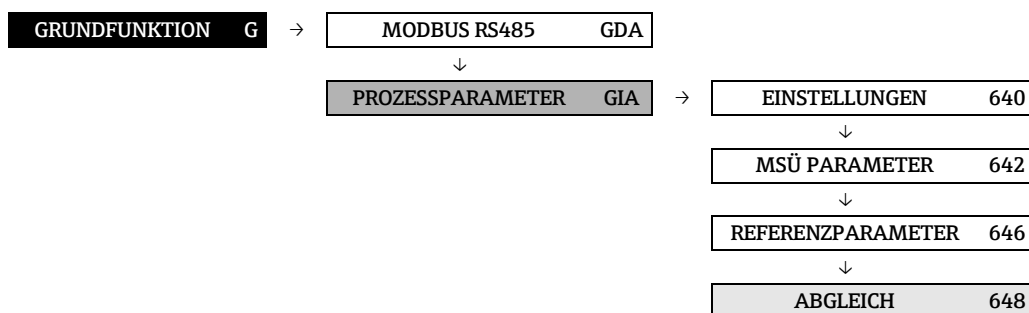 GRUNDFUNKTION G → MODBUS RS485 GDA
↓
PROZESSPARAMETER GIA → EINSTELLUNGEN 640
↓
MSÜ PARAMETER 642
↓
REFERENZPARAMETER 646
↓
ABGLEICH 648